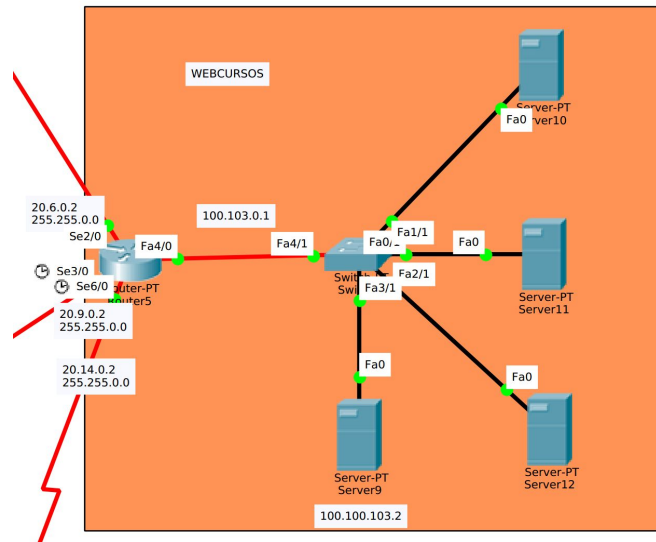 WEBCURSOS
Server-PT
Fa0
20.6.0.2
255.255.0.0
100.103.0.1
Se2/0
Fa4/0
Fa4/1
Fa1/1
Fa0
Se3/0
Fa2/1
Se6/0
Router5
Fa3/1
Server-PT
Server11
20.9.0.2
255.255.0.0
20.14.0.2
255.255.0.0
Fa0
Fa0
Server-PT
Server9
Server-PT
Server12
100.100.103.2